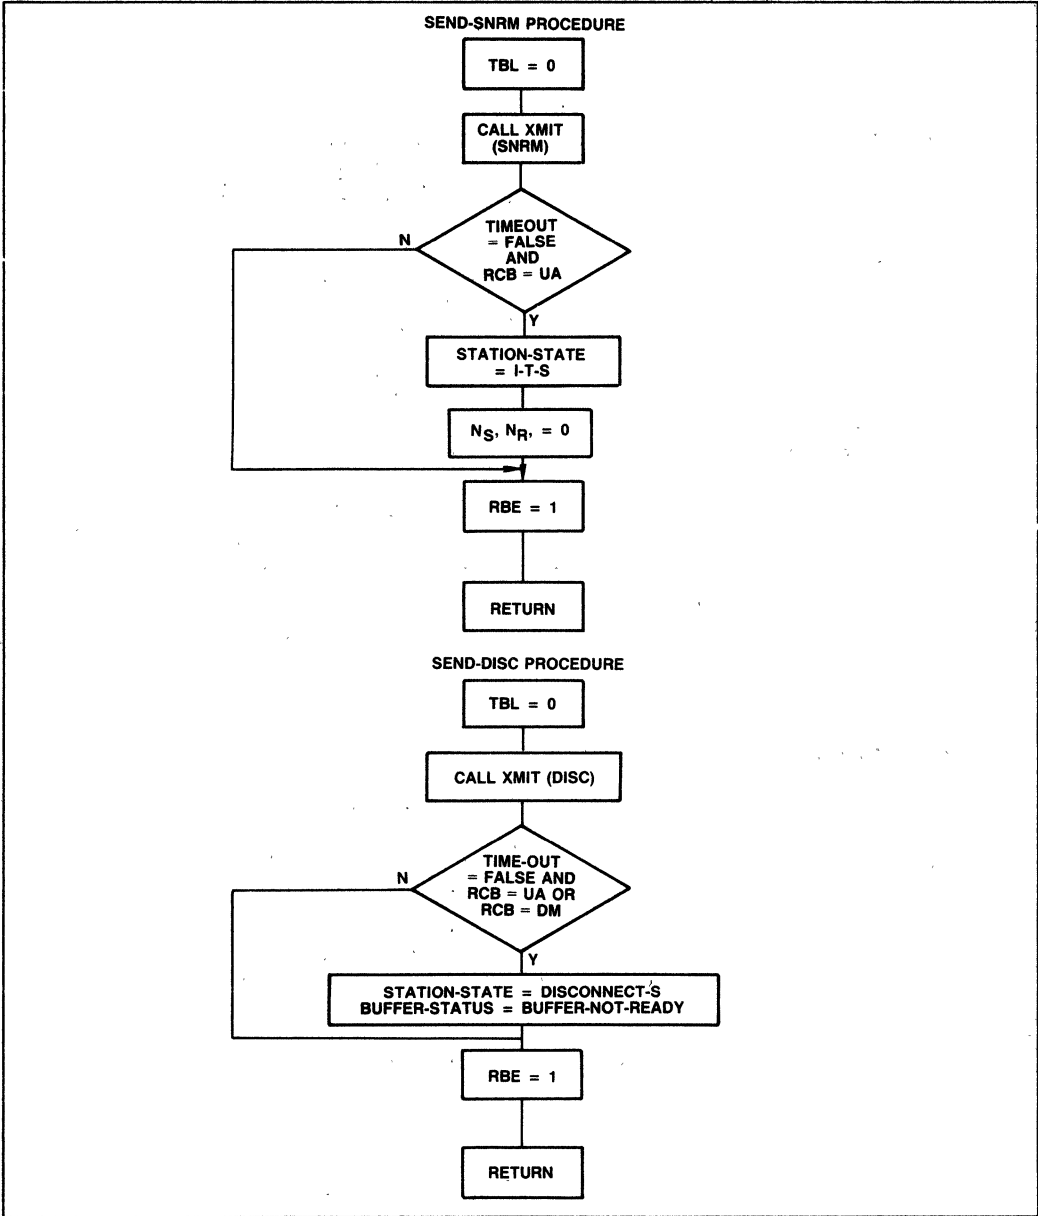 SEND-SNRM PROCEDURE
TBL = 0
CALL XMIT
(SNRM)
TIMEOUT
= FALSE
AND
RCB = UA
N
Y
STATION-STATE
= I-T-S
NS, NR, = 0
RBE = 1
RETURN
SEND-DISC PROCEDURE
TBL = 0
CALL XMIT (DISC)
TIME-OUT
= FALSE AND
RCB = UA OR
RCB = DM
N
Y
STATION-STATE = DISCONNECT-S
BUFFER-STATUS = BUFFER-NOT-READY
RBE = 1
RETURN